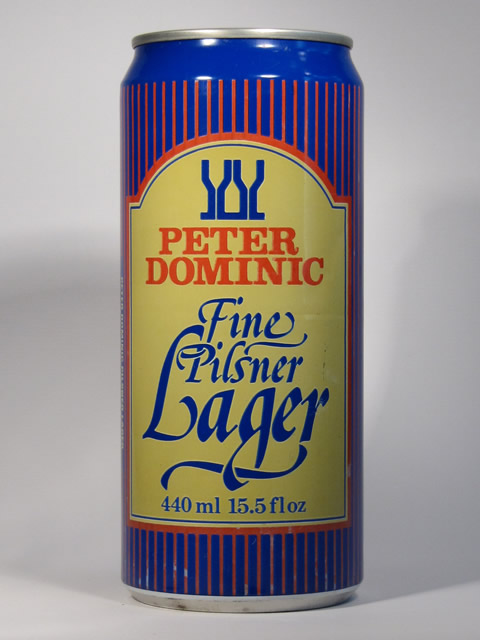 PETER
DOMINIC
Fine
Pilsner
Lager
440 ml 15.5 fl oz